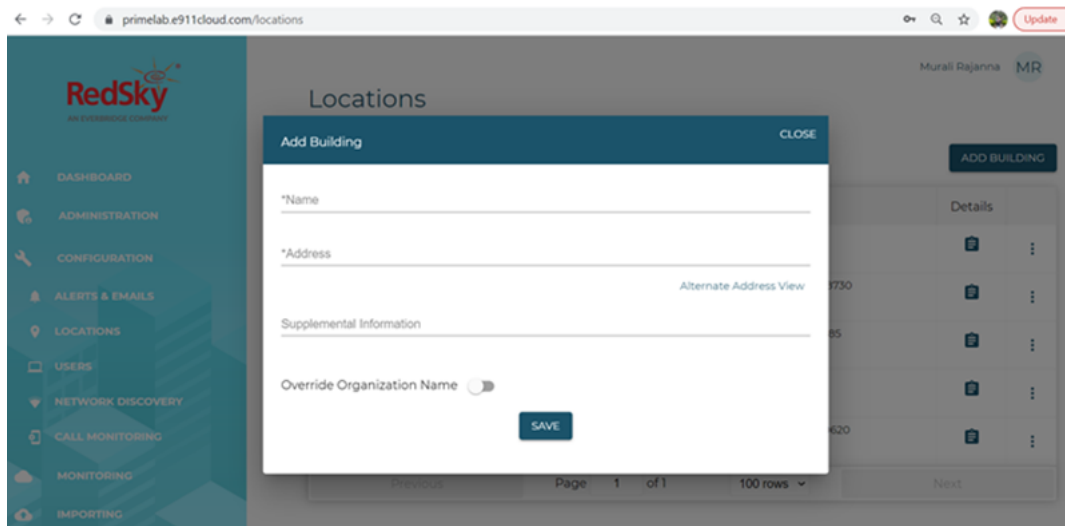 primelab.e911cloud.com/locations
Update
RedSky
AN EVERBRIDGE COMPANY
Murali Rajanna MR
Locations
Add Building CLOSE
ADD BUILDING
DASHBOARD
ADMINISTRATION
CONFIGURATION
ALERTS & EMAILS
LOCATIONS
USERS
NETWORK DISCOVERY
CALL MONITORING
MONITORING
IMPORTING
*Name
*Address
Alternate Address View
Supplemental Information
Override Organization Name
SAVE
Details
Previous Page 1 of 1 100 rows Next